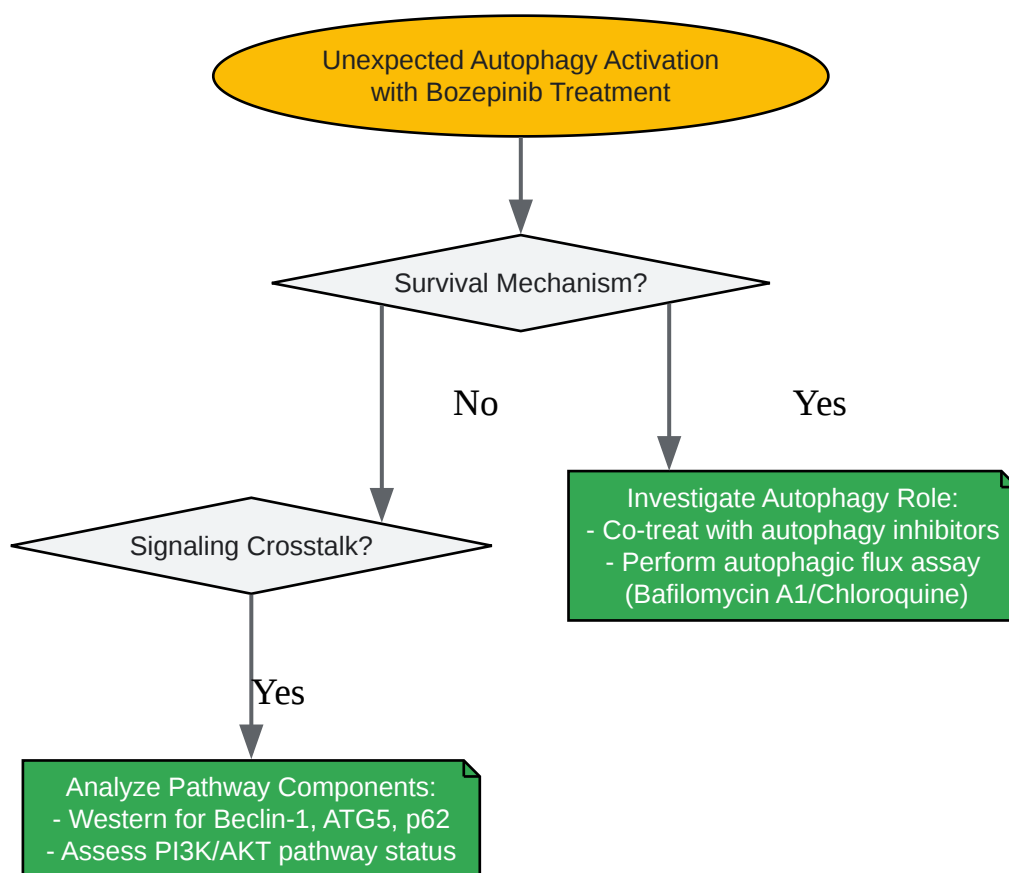 Unexpected Autophagy Activation
with Bozepinib Treatment
Survival Mechanism?
No
Yes
Investigate Autophagy Role:
- Co-treat with autophagy inhibitors
- Perform autophagic flux assay
(Bafilomycin A1/Chloroquine)
Signaling Crosstalk?
Yes
Analyze Pathway Components:
- Western for Beclin-1, ATG5, p62
- Assess PI3K/AKT pathway status